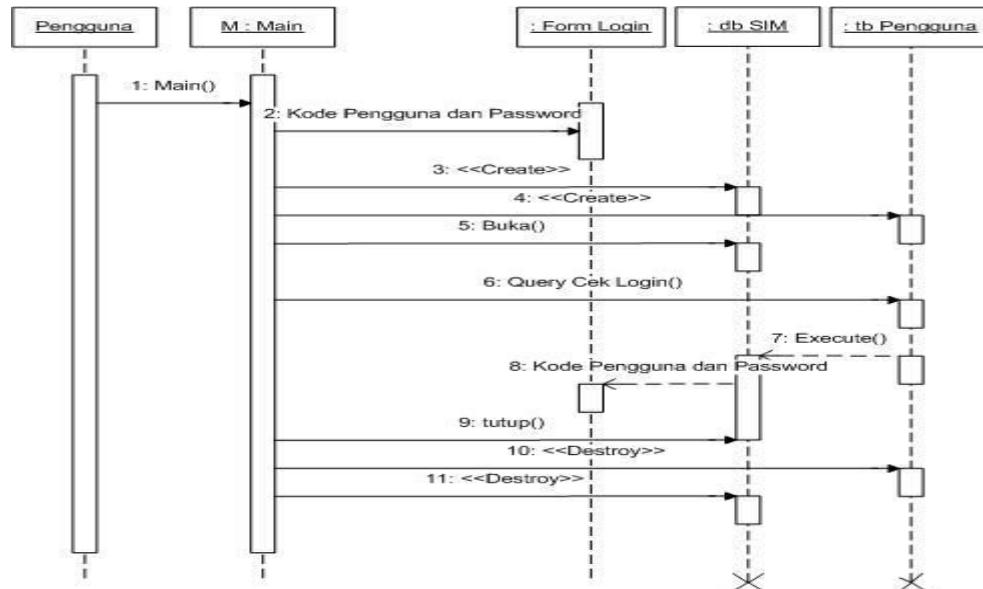 Pengguna
M : Main
: Form Login
: db SIM
: tb Pengguna
1: Main()
2: Kode Pengguna dan Password
3: <<Create>>
4: <<Create>>
5: Buka()
6: Query Cek Login()
7: Execute()
8: Kode Pengguna dan Password
9: tutup()
10: <<Destroy>>
11: <<Destroy>>